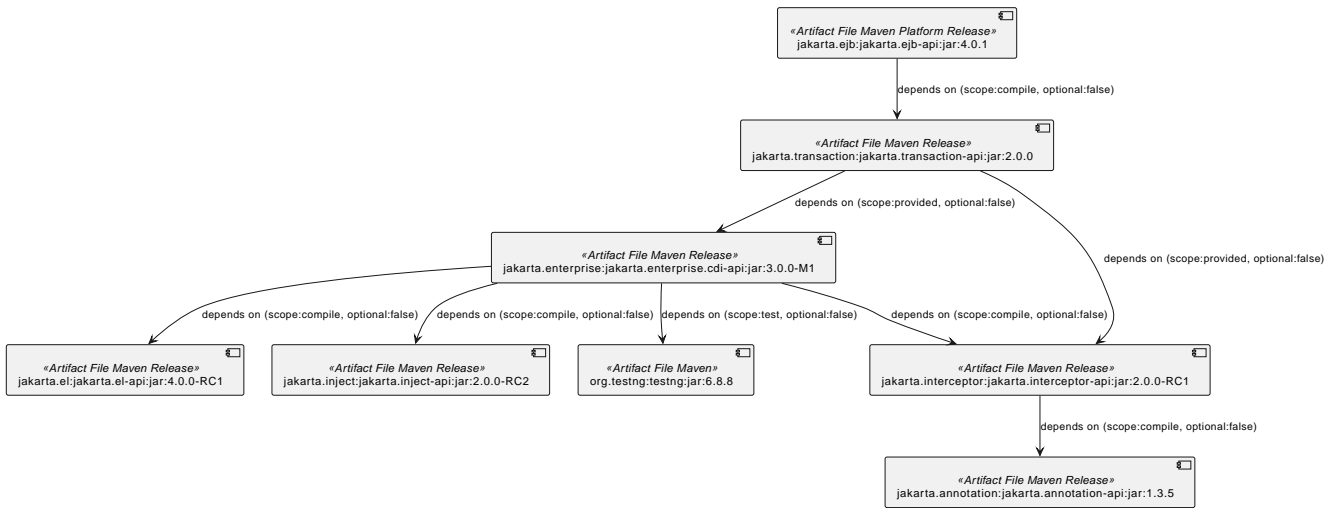 «Artifact File Maven Platform Release»
jakarta.ejb:jakarta.ejb-api:jar:4.0.1
depends on (scope:compile, optional:false)
«Artifact File Maven Release»
jakarta.transaction:jakarta.transaction-api:jar:2.0.0
depends on (scope:provided, optional:false)
«Artifact File Maven Release»
jakarta.enterprise:jakarta.enterprise.cdi-api:jar:3.0.0-M1
depends on (scope:provided, optional:false)
depends on (scope:compile, optional:false)
depends on (scope:compile, optional:false)
depends on (scope:test, optional:false)
depends on (scope:compile, optional:false)
«Artifact File Maven Release»
jakarta.el:jakarta.el-api:jar:4.0.0-RC1
«Artifact File Maven Release»
jakarta.inject:jakarta.inject-api:jar:2.0.0-RC2
«Artifact File Maven»
org.testng:testng:jar:6.8.8
«Artifact File Maven Release»
jakarta.interceptor:jakarta.interceptor-api:jar:2.0.0-RC1
depends on (scope:compile, optional:false)
«Artifact File Maven Release»
jakarta.annotation:jakarta.annotation-api:jar:1.3.5